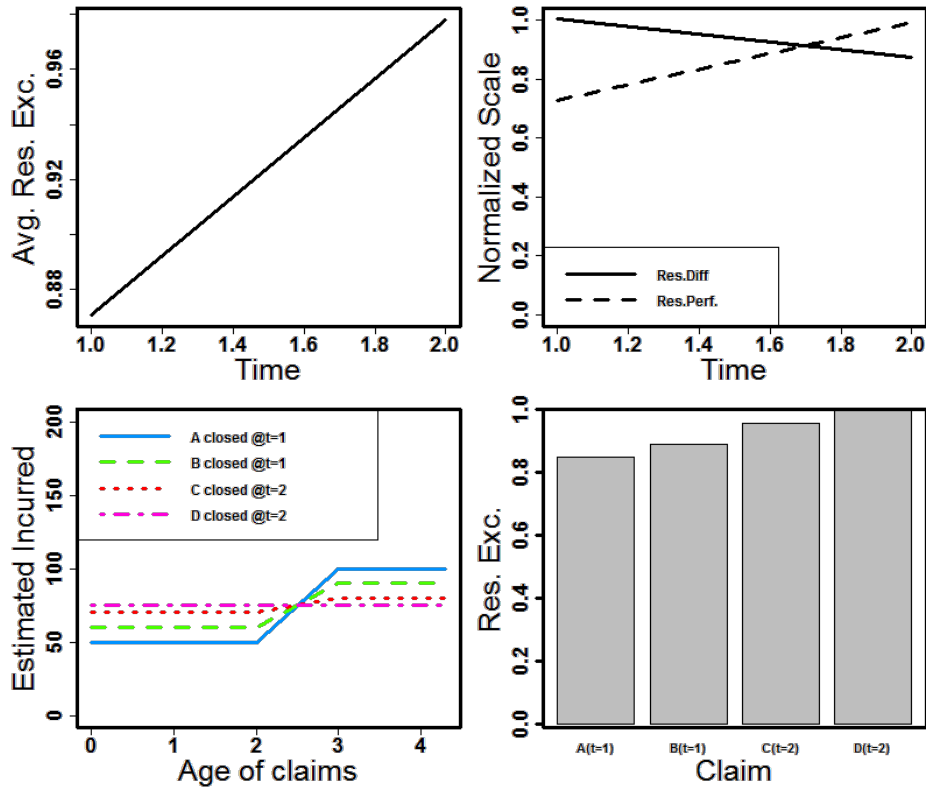 Avg. Res. Exc.
0.96
0.92
0.88
1.0 1.2 1.4 1.6 1.8 2.0
Time
Normalized Scale
1.0
0.8
0.6
0.4
0.2
0.0
Res.Diff
Res.Perf.
1.0 1.2 1.4 1.6 1.8 2.0
Time
Estimated Incurred
200
150
100
50
0
A closed @t=1
B closed @t=1
C closed @t=2
D closed @t=2
0 1 2 3 4
Age of claims
Res. Exc.
1.0
0.8
0.6
0.4
0.2
0.0
A(t=1) B(t=1) C(t=2) D(t=2)
Claim